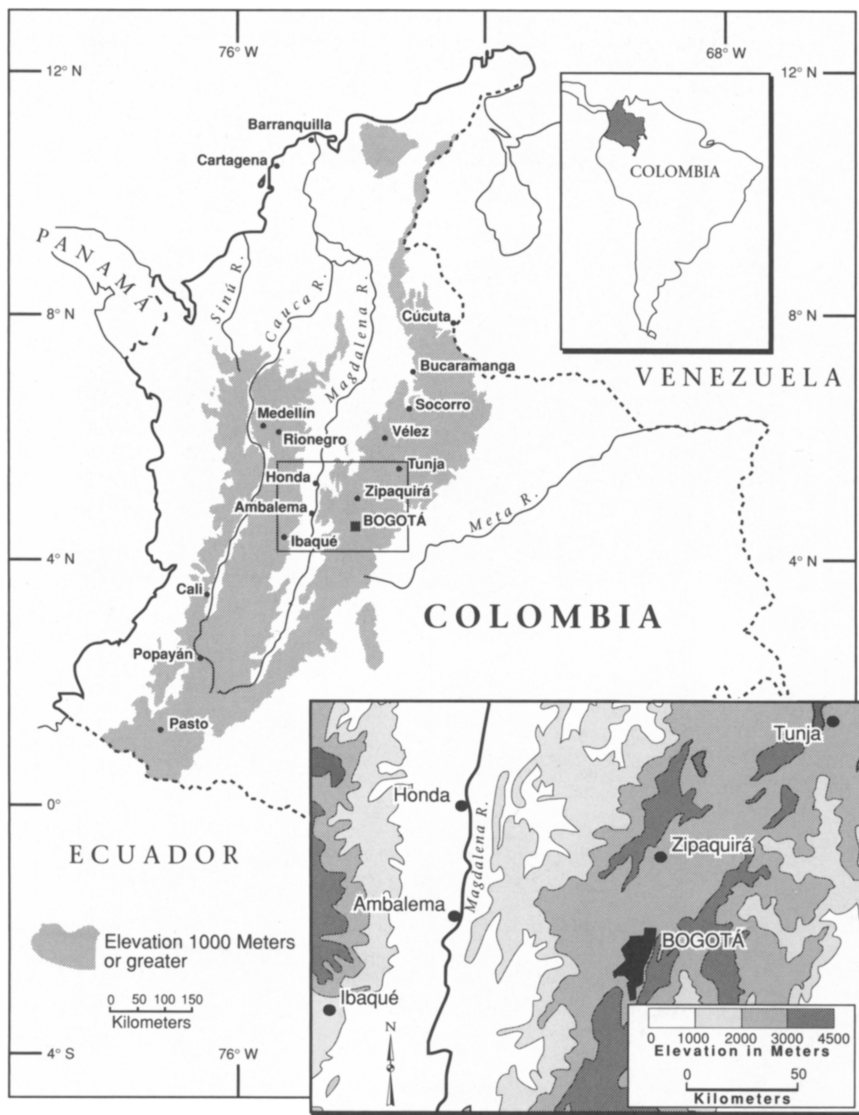 76° W
68° W
12° N
12° N
Barranquilla
Cartagena
COLOMBIA
PANAMÁ
Sinú R.
Cauca R.
Magdalena R.
8° N
Cúcuta
8° N
Bucaramanga
VENEZUELA
Socorro
Medellín
Rionegro
Vélez
Tunja
Honda
Zipaquirá
Ambalema
BOGOTÁ
Meta R.
Ibaqué
4° N
4° N
Cali
COLOMBIA
Popayán
Pasto
Tunja
0°
Honda
Magdalena R.
ECUADOR
Zipaquirá
Ambalema
BOGOTÁ
Elevation 1000 Meters
or greater
0 50 100 150
Kilometers
Ibaqué
N
0 1000 2000 3000 4500
Elevation in Meters
0 50
Kilometers
4° S
76° W